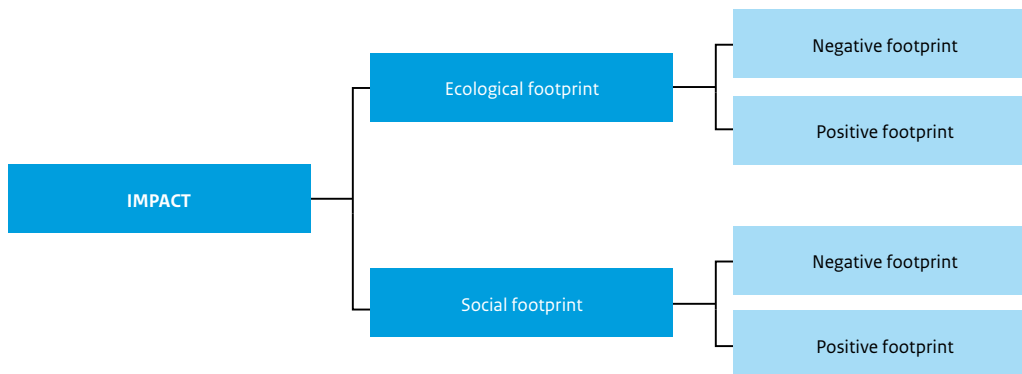 IMPACT
Ecological footprint
Negative footprint
Positive footprint
Social footprint
Negative footprint
Positive footprint